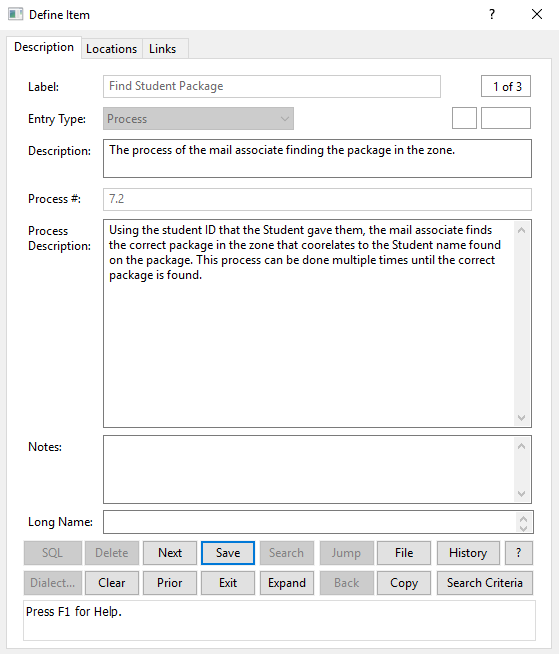 Define Item
?
Description Locations Links
Label: Find Student Package 1 of 3
Entry Type: Process
Description: The process of the mail associate finding the package in the zone.
Process #: 7.2
Process
Description:
Using the student ID that the Student gave them, the mail associate finds
the correct package in the zone that coorelates to the Student name found
on the package. This process can be done multiple times until the correct
package is found.
Notes:
Long Name:
SQL Delete Next Save Search Jump File History ?
Dialect... Clear Prior Exit Expand Back Copy Search Criteria
Press F1 for Help.